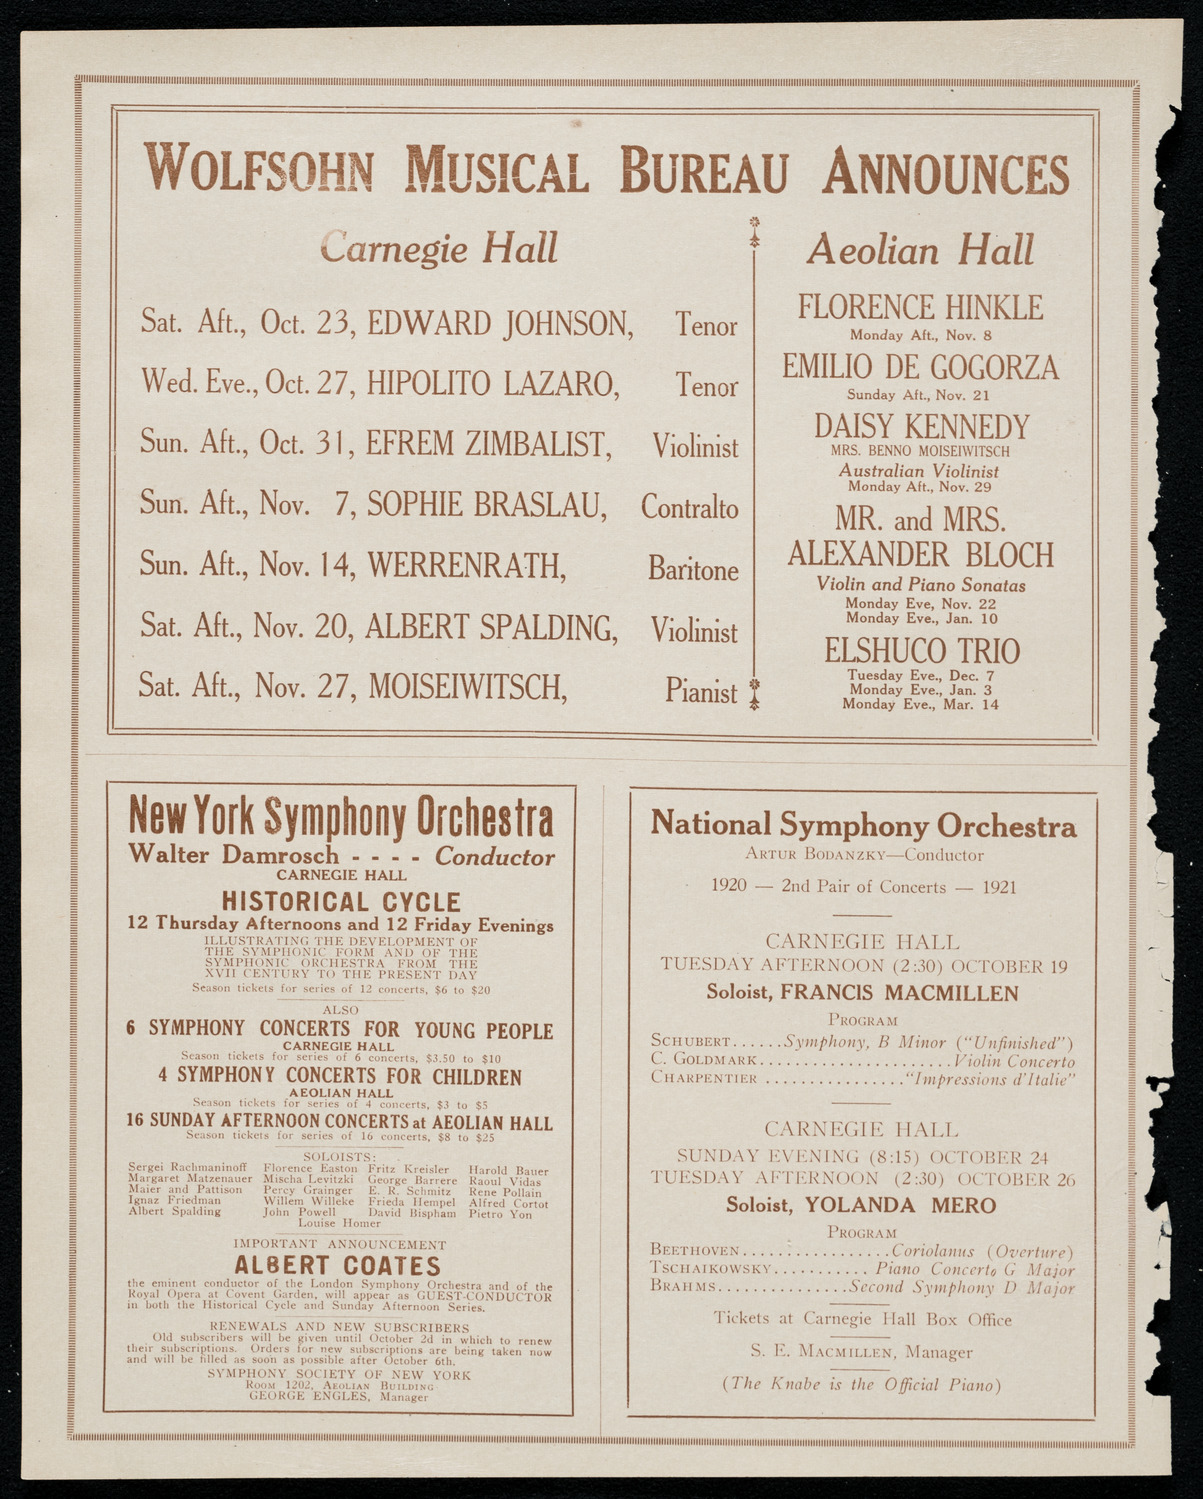 WOLFSOHN MUSICAL BUREAU ANNOUNCES
Carnegie Hall
Sat. Aft., Oct. 23, EDWARD JOHNSON, Tenor
Wed. Eve., Oct. 27, HIPOLITO LAZARO, Tenor
Sun. Aft., Oct. 31, EFREM ZIMBALIST, Violinist
Sun. Aft., Nov. 7, SOPHIE BRASLAU, Contralto
Sun. Aft., Nov. 14, WERRENRATH, Baritone
Sat. Aft., Nov. 20, ALBERT SPALDING, Violinist
Sat. Aft., Nov. 27, MOISEIWITSCH, Pianist
Aeolian Hall
FLORENCE HINKLE
Monday Aft., Nov. 8
EMILIO DE GOGORZA
Sunday Aft., Nov. 21
DAISY KENNEDY
MRS. BENNO MOISEIWITSCH
Australian Violinist
Monday Aft., Nov. 29
MR. and MRS.
ALEXANDER BLOCH
Violin and Piano Sonatas
Monday Eve, Nov. 22
Monday Eve., Jan. 10
ELSHUCO TRIO
Tuesday Eve., Dec. 7
Monday Eve., Jan. 3
Monday Eve., Mar. 14
New York Symphony Orchestra
Walter Damrosch - - - - Conductor
CARNEGIE HALL
HISTORICAL CYCLE
12 Thursday Afternoons and 12 Friday Evenings
ILLUSTRATING THE DEVELOPMENT OF
THE SYMPHONIC FORM AND OF THE
SYMPHONIC ORCHESTRA FROM THE
XVII CENTURY TO THE PRESENT DAY
Season tickets for series of 12 concerts, $6 to $20
ALSO
6 SYMPHONY CONCERTS FOR YOUNG PEOPLE
CARNEGIE HALL
Season tickets for series of 6 concerts, $3.50 to $10
4 SYMPHONY CONCERTS FOR CHILDREN
AEOLIAN HALL
Season tickets for series of 4 concerts, $3 to $5
16 SUNDAY AFTERNOON CONCERTS at AEOLIAN HALL
Season tickets for series of 16 concerts, $8 to $25
SOLOISTS:
Sergei Rachmaninoff Florence Easton Fritz Kreisler Harold Bauer
Margaret Matzenauer Mischa Levitzki George Barrere Raoul Vidas
Maier and Pattison Percy Grainger E. R. Schmitz Rene Pollain
Ignaz Friedman Willem Willeke Frieda Hempel Alfred Cortot
Albert Spalding John Powell David Bispham Pietro Yon
Louise Homer
IMPORTANT ANNOUNCEMENT
ALBERT COATES
the eminent conductor of the London Symphony Orchestra and of the
Royal Opera at Covent Garden, will appear as GUEST-CONDUCTOR
in both the Historical Cycle and Sunday Afternoon Series.
RENEWALS AND NEW SUBSCRIBERS
Old subscribers will be given until October 2d in which to renew
their subscriptions. Orders for new subscriptions are being taken now
and will be filled as soon as possible after October 6th.
SYMPHONY SOCIETY OF NEW YORK
ROOM 1202, AEOLIAN BUILDING
GEORGE ENGLES, Manager
National Symphony Orchestra
ARTUR BODANZKY—Conductor
1920 — 2nd Pair of Concerts — 1921
CARNEGIE HALL
TUESDAY AFTERNOON (2:30) OCTOBER 19
Soloist, FRANCIS MACMILLEN
PROGRAM
SCHUBERT......Symphony, B Minor ("Unfinished")
C. GOLDMARK.....................Violin Concerto
CHARPENTIER ................"Impressions d'Italie"
CARNEGIE HALL
SUNDAY EVENING (8:15) OCTOBER 24
TUESDAY AFTERNOON (2:30) OCTOBER 26
Soloist, YOLANDA MERO
PROGRAM
BEETHOVEN.................Coriolanus (Overture)
TSCHAIKOWSKY........... Piano Concerto G Major
BRAHMS...............Second Symphony D Major
Tickets at Carnegie Hall Box Office
S. E. MACMILLEN, Manager
(The Knabe is the Official Piano)